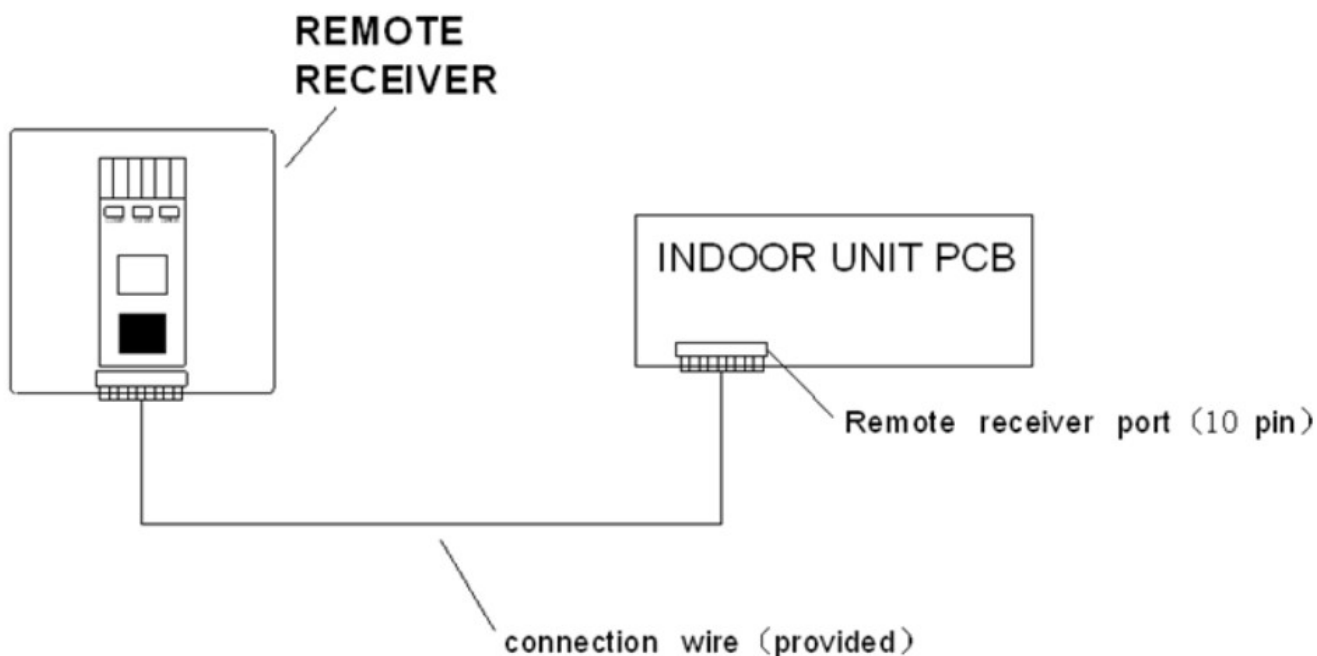 REMOTE
RECEIVER
INDOOR UNIT PCB
Remote receiver port (10 pin)
connection wire (provided)